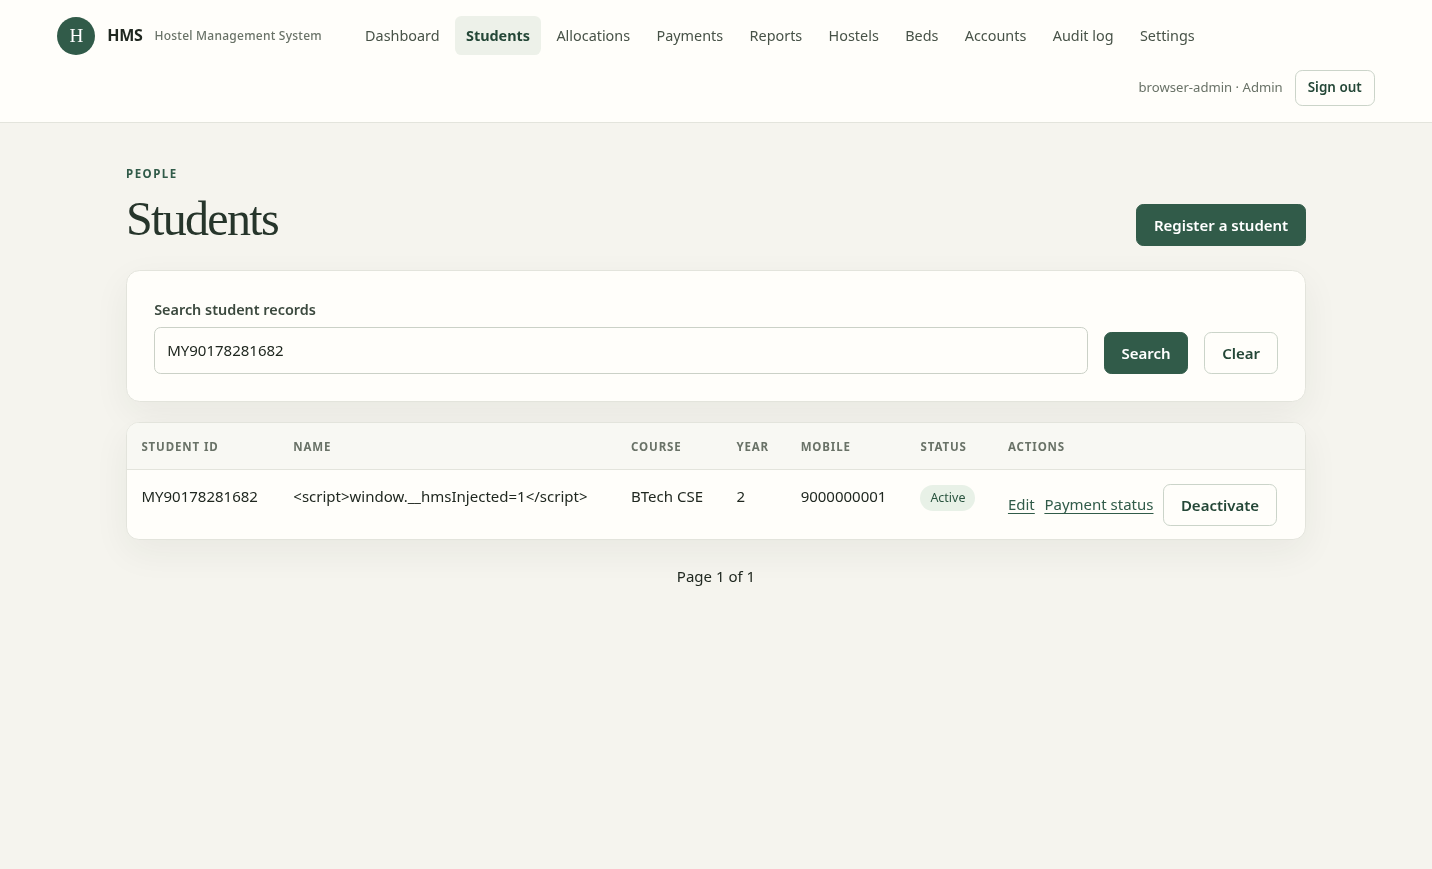 H HMS Hostel Management System Dashboard Students Allocations Payments Reports Hostels Beds Accounts Audit log Settings
browser-admin · Admin Sign out
PEOPLE
Students
Register a student
Search student records
MY90178281682 Search Clear
STUDENT ID NAME COURSE YEAR MOBILE STATUS ACTIONS
MY90178281682 <script>window.__hmsInjected=1</script> BTech CSE 2 9000000001 Active Edit Payment status Deactivate
Page 1 of 1